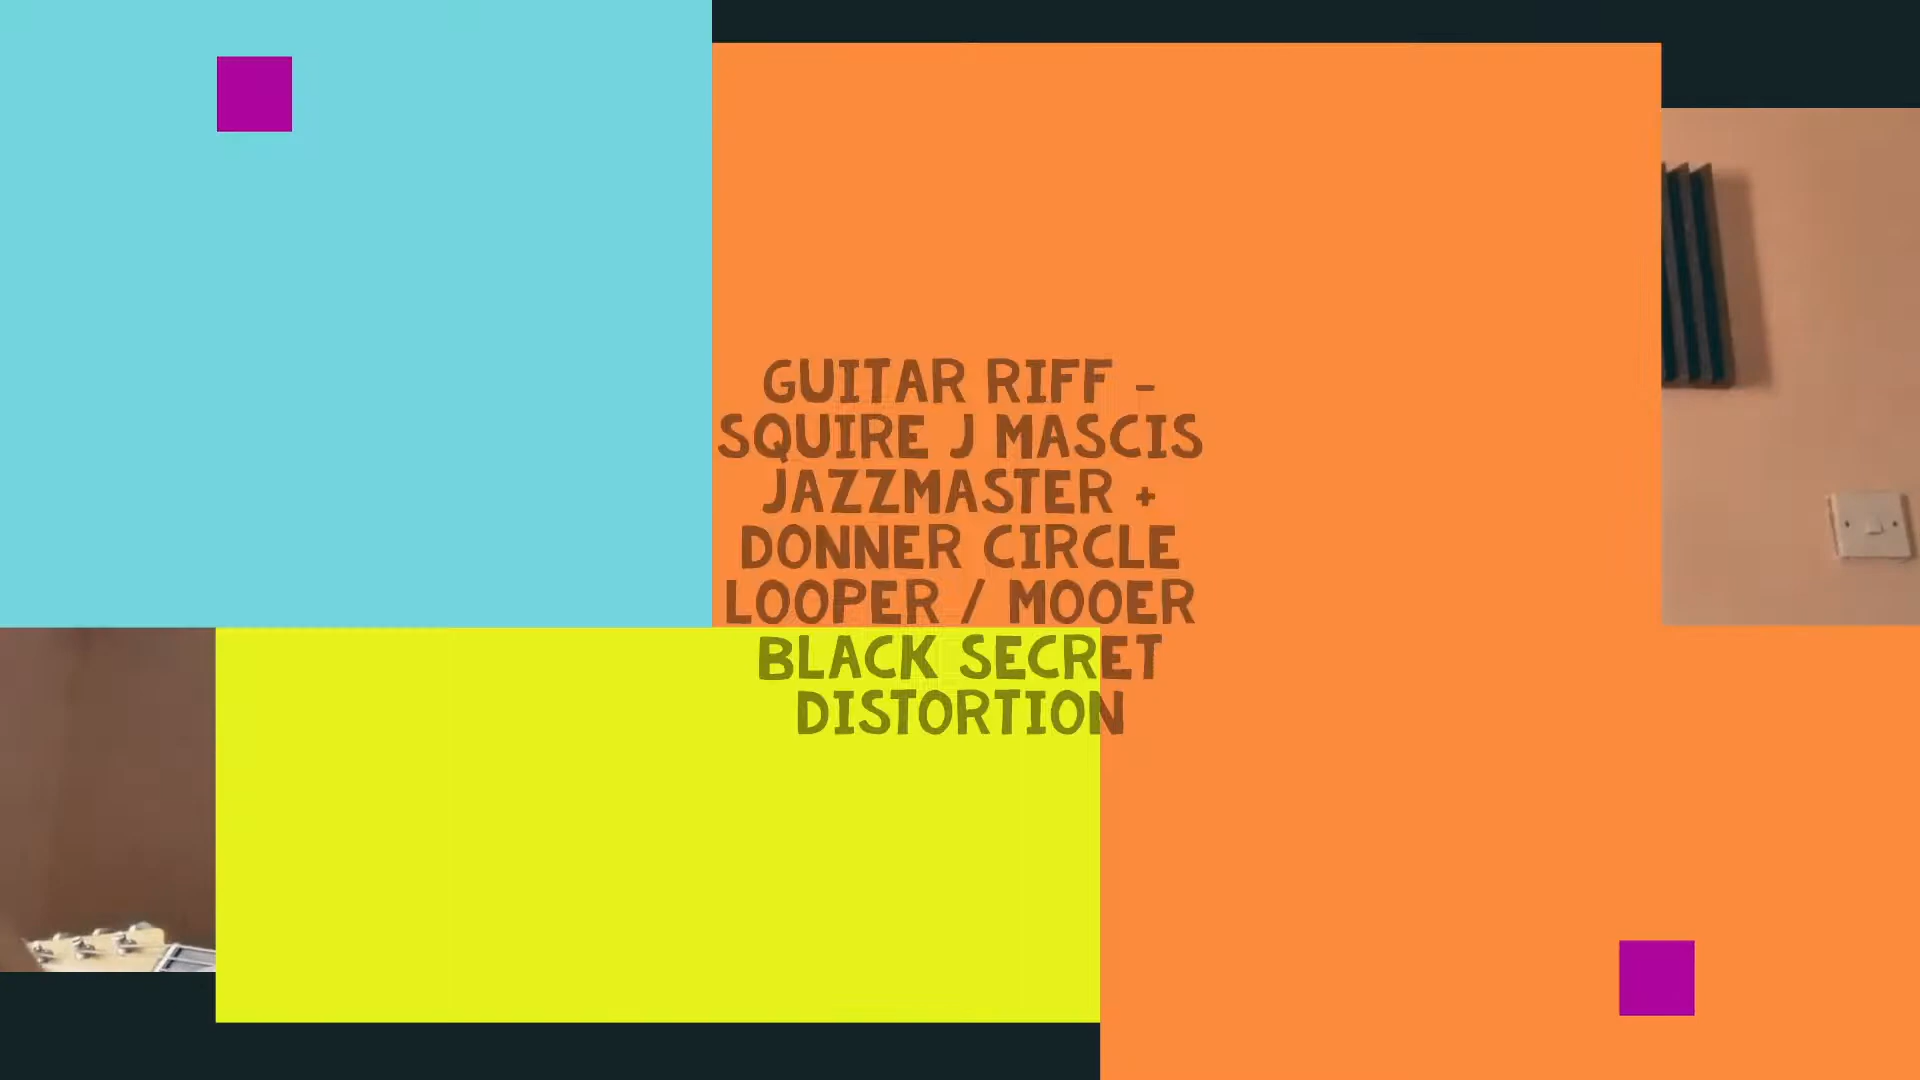 GUITAR RIFF -
SQUIRE J MASCIS
JAZZMASTER +
DONNER CIRCLE
LOOPER / MOOER
BLACK SECRET
DISTORTION